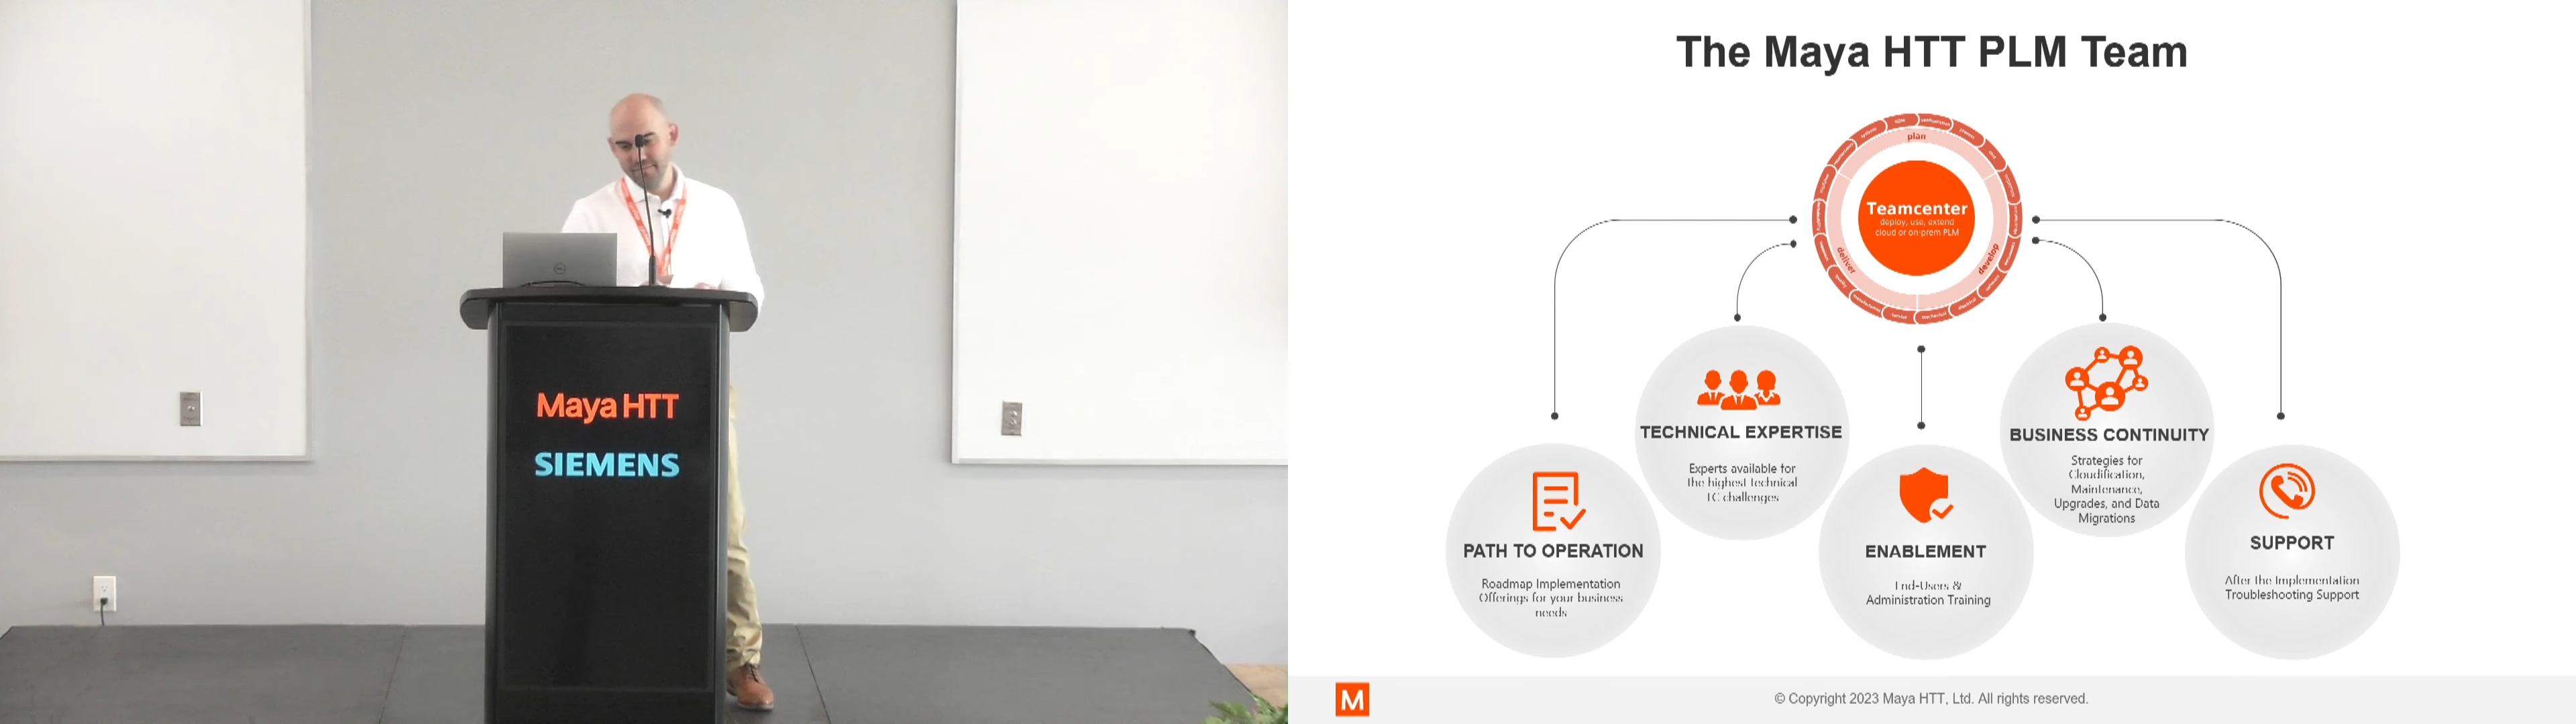 Maya HTT
SIEMENS
The Maya HTT PLM Team
plan
develop
deliver
Teamcenter
deploy, use, extend
cloud or on-prem PLM
TECHNICAL EXPERTISE
Experts available for
the highest technical
TC challenges
BUSINESS CONTINUITY
Strategies for
Cloudification,
Maintenance,
Upgrades, and Data
Migrations
PATH TO OPERATION
Roadmap Implementation
Offerings for your business
needs
ENABLEMENT
End-Users &
Administration Training
SUPPORT
After the Implementation
Troubleshooting Support
M
© Copyright 2023 Maya HTT, Ltd. All rights reserved.